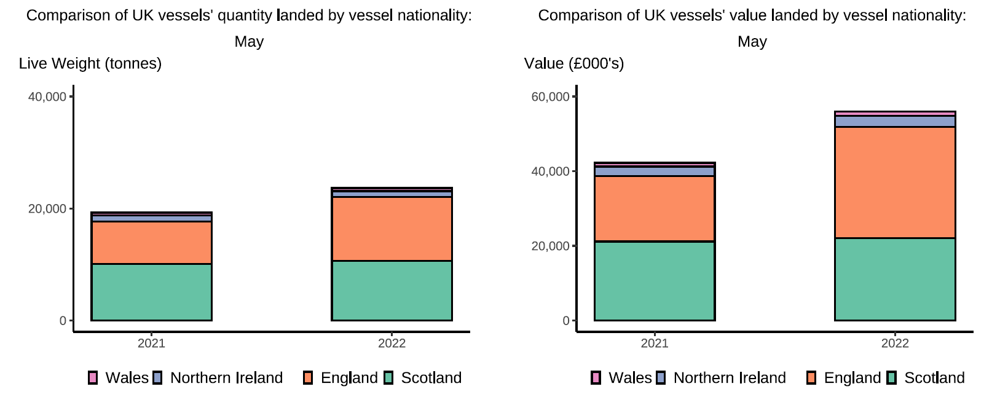 Comparison of UK vessels' quantity landed by vessel nationality:
May
Live Weight (tonnes)
40,000
20,000
0
2021 2022
Wales Northern Ireland England Scotland
Comparison of UK vessels' value landed by vessel nationality:
May
Value (£000's)
60,000
40,000
20,000
0
2021 2022
Wales Northern Ireland England Scotland